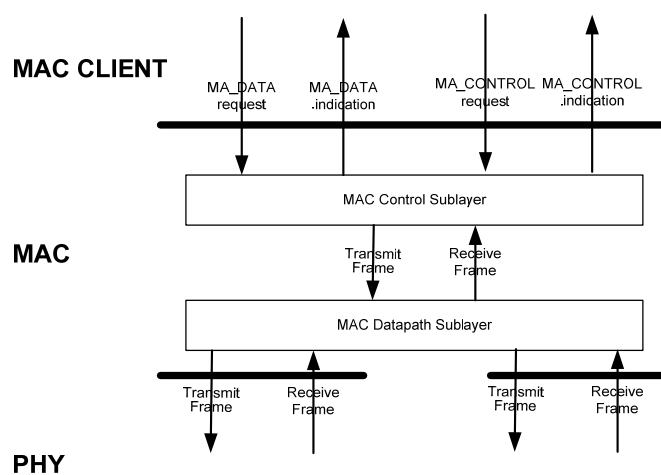 MAC CLIENT
MA_DATA
request
MA_DATA
.indication
MA_CONTROL
request
MA_CONTROL
.indication
MAC Control Sublayer
MAC
Transmit
Frame
Receive
Frame
MAC Datapath Sublayer
Transmit
Frame
Receive
Frame
Transmit
Frame
Receive
Frame
PHY